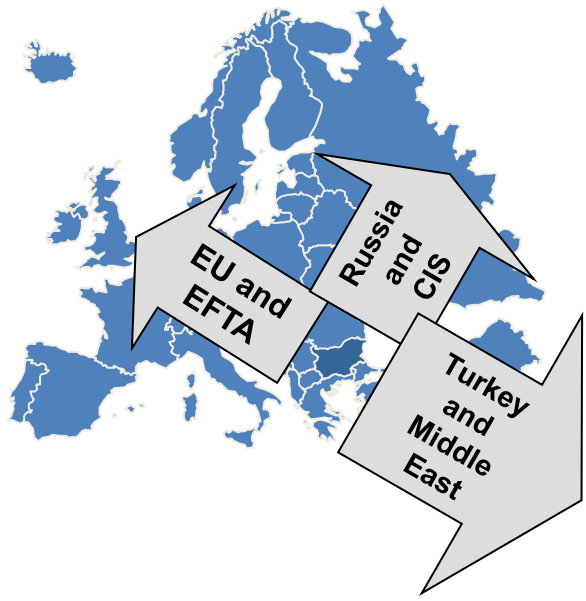 EU and
EFTA
Russia
and
CIS
Turkey
and
Middle
East